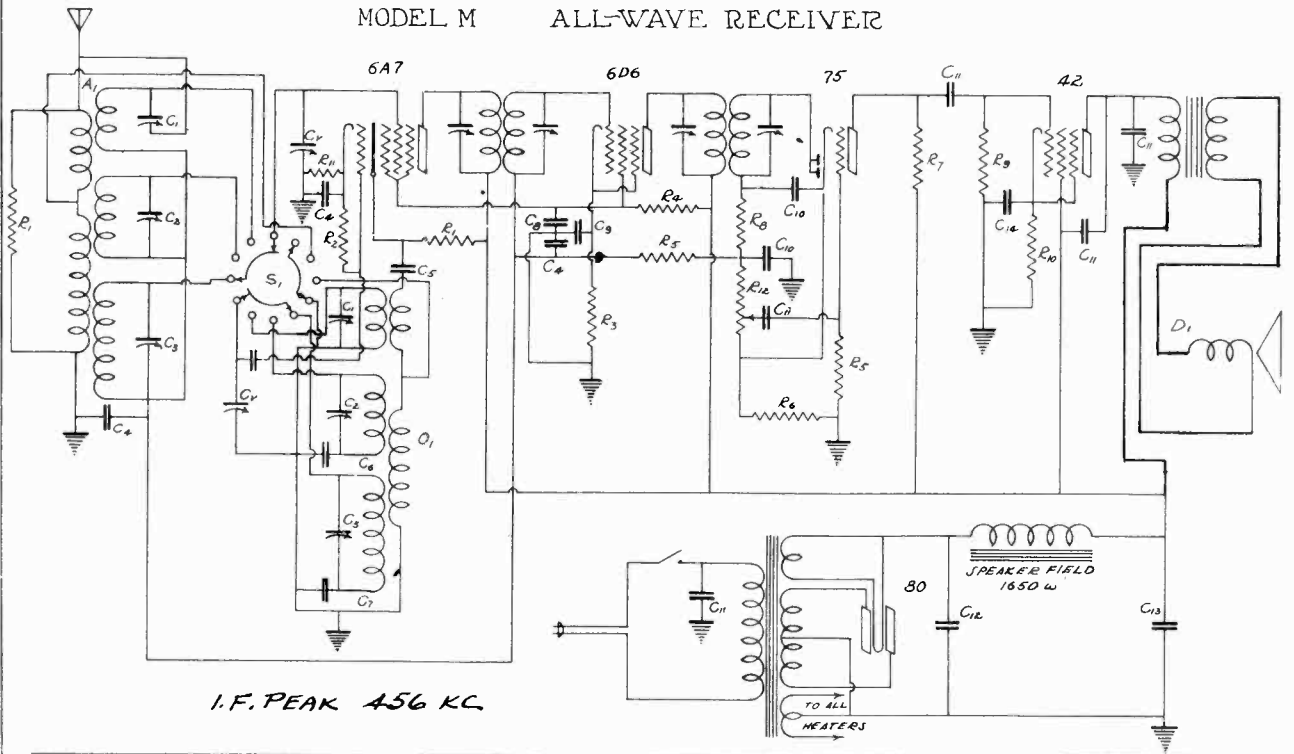 MODEL M ALL-WAVE RECEIVER
6A7
6D6
75
C11
42
A1
C1
Cv
R11
C4
R2
R1
C2
S1
C5
R4
C8
C9
C4
R5
R3
C10
R8
C10
R12
C11
R5
R6
R7
R9
C14
R10
C11
C11
D1
R1
C3
C4
C1
Cv
C2
C6
O1
C3
C7
SPEAKER FIELD
1650 ω
80
C11
C12
C13
TO ALL
HEATERS
I.F. PEAK 456 KC